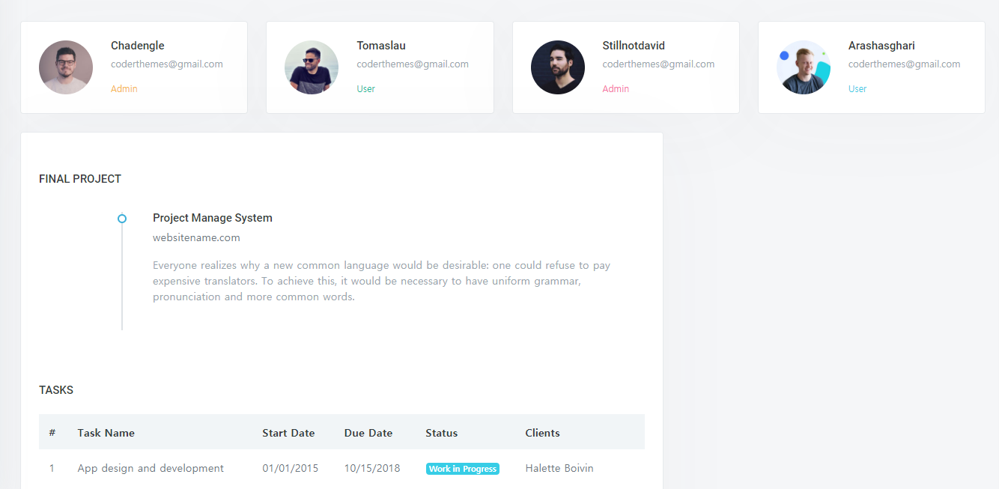 Chadengle
coderthemes@gmail.com
Admin
Tomaslau
coderthemes@gmail.com
User
Stillnotdavid
coderthemes@gmail.com
Admin
Arashasghari
coderthemes@gmail.com
User
FINAL PROJECT
Project Manage System
websitename.com
Everyone realizes why a new common language would be desirable: one could refuse to pay
expensive translators. To achieve this, it would be necessary to have uniform grammar,
pronunciation and more common words.
TASKS
# Task Name Start Date Due Date Status Clients
1 App design and development 01/01/2015 10/15/2018 Work in Progress Halette Boivin